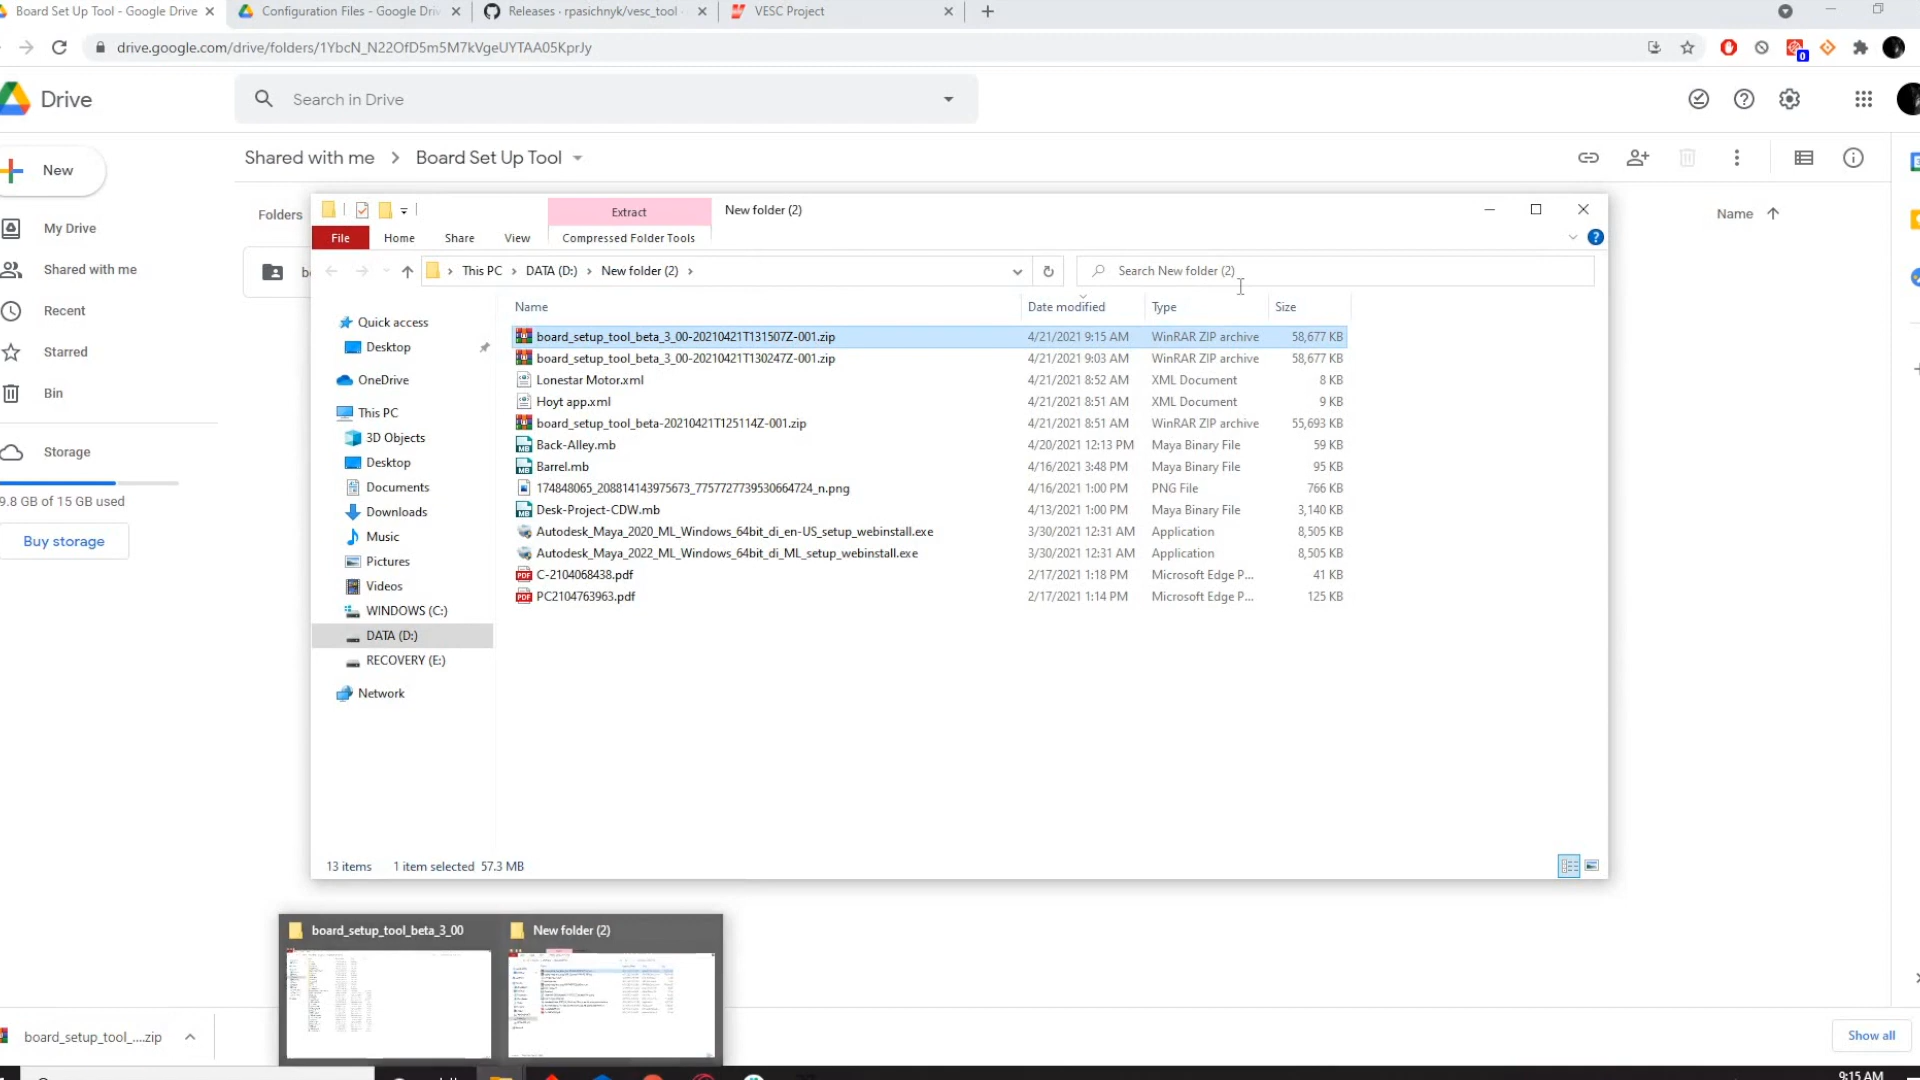 Board Set Up Tool - Google Drive
Configuration Files - Google Driv
Releases · rpasichnyk/vesc_tool ·
VESC Project
drive.google.com/drive/folders/1YbcN_N22OfD5m5M7kVgeUYTAA05KprJy
0
Drive
Search in Drive
New
Shared with me > Board Set Up Tool
My Drive
Shared with me
Recent
Starred
Bin
Storage
9.8 GB of 15 GB used
Buy storage
Folders
Name
Extract
New folder (2)
File
Home
Share
View
Compressed Folder Tools
This PC > DATA (D:) > New folder (2) >
Search New folder (2)
Name
Date modified
Type
Size
Quick access
Desktop
OneDrive
This PC
3D Objects
Desktop
Documents
Downloads
Music
Pictures
Videos
WINDOWS (C:)
DATA (D:)
RECOVERY (E:)
Network
board_setup_tool_beta_3_00-20210421T131507Z-001.zip 4/21/2021 9:15 AM WinRAR ZIP archive 58,677 KB
board_setup_tool_beta_3_00-20210421T130247Z-001.zip 4/21/2021 9:03 AM WinRAR ZIP archive 58,677 KB
Lonestar Motor.xml 4/21/2021 8:52 AM XML Document 8 KB
Hoyt app.xml 4/21/2021 8:51 AM XML Document 9 KB
board_setup_tool_beta-20210421T125114Z-001.zip 4/21/2021 8:51 AM WinRAR ZIP archive 55,693 KB
Back-Alley.mb 4/20/2021 12:13 PM Maya Binary File 59 KB
Barrel.mb 4/16/2021 3:48 PM Maya Binary File 95 KB
174848065_208814143975673_7757727739530664724_n.png 4/16/2021 1:00 PM PNG File 766 KB
Desk-Project-CDW.mb 4/13/2021 1:00 PM Maya Binary File 3,140 KB
Autodesk_Maya_2020_ML_Windows_64bit_di_en-US_setup_webinstall.exe 3/30/2021 12:31 AM Application 8,505 KB
Autodesk_Maya_2022_ML_Windows_64bit_di_ML_setup_webinstall.exe 3/30/2021 12:31 AM Application 8,505 KB
C-2104068438.pdf 2/17/2021 1:18 PM Microsoft Edge P... 41 KB
PC2104763963.pdf 2/17/2021 1:14 PM Microsoft Edge P... 125 KB
13 items 1 item selected 57.3 MB
board_setup_tool_beta_3_00
New folder (2)
board_setup_tool_....zip
Show all
9:15 AM